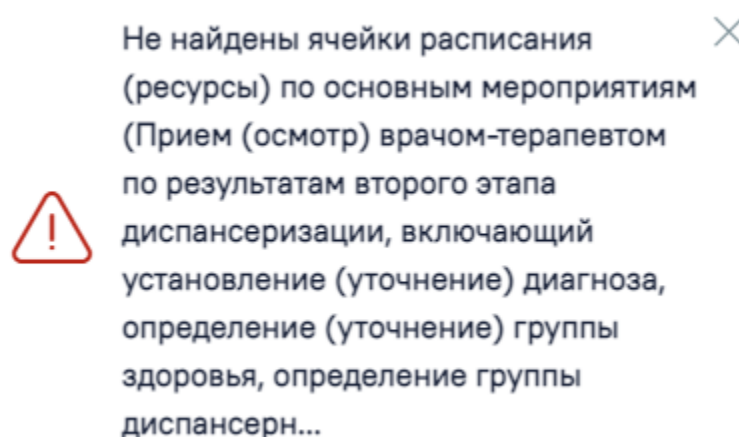 Не найдены ячейки расписания
(ресурсы) по основным мероприятиям
(Прием (осмотр) врачом-терапевтом
по результатам второго этапа
диспансеризации, включающий
установление (уточнение) диагноза,
определение (уточнение) группы
здоровья, определение группы
диспансерн...